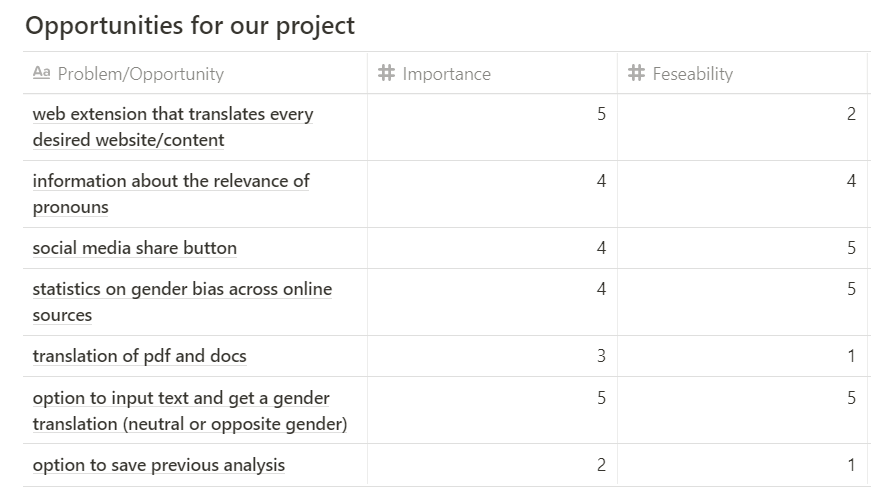 Opportunities for our project
Aa Problem/Opportunity # Importance # Feseability
web extension that translates every
desired website/content 5 2
information about the relevance of
pronouns 4 4
social media share button 4 5
statistics on gender bias across online
sources 4 5
translation of pdf and docs 3 1
option to input text and get a gender
translation (neutral or opposite gender) 5 5
option to save previous analysis 2 1